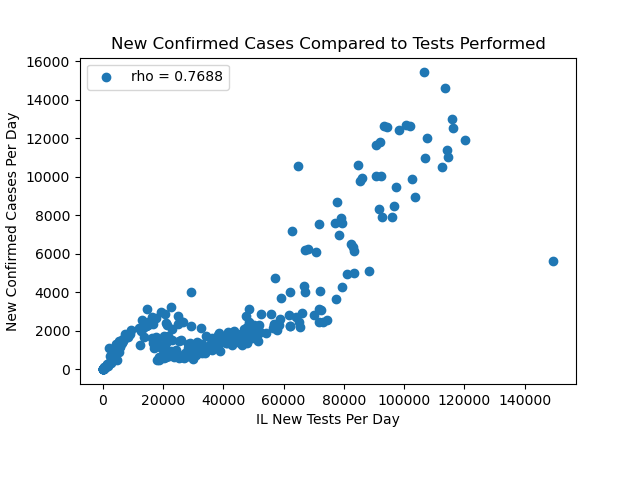 New Confirmed Cases Compared to Tests Performed
rho = 0.7688
New Confirmed Caeses Per Day
16000
14000
12000
10000
8000
6000
4000
2000
0
0 20000 40000 60000 80000 100000 120000 140000
IL New Tests Per Day